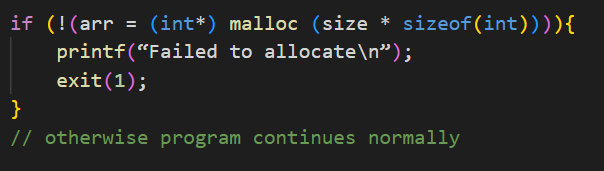 if (!(arr = (int*) malloc (size * sizeof(int)))){
    printf(“Failed to allocate\n”);
    exit(1);
}
// otherwise program continues normally